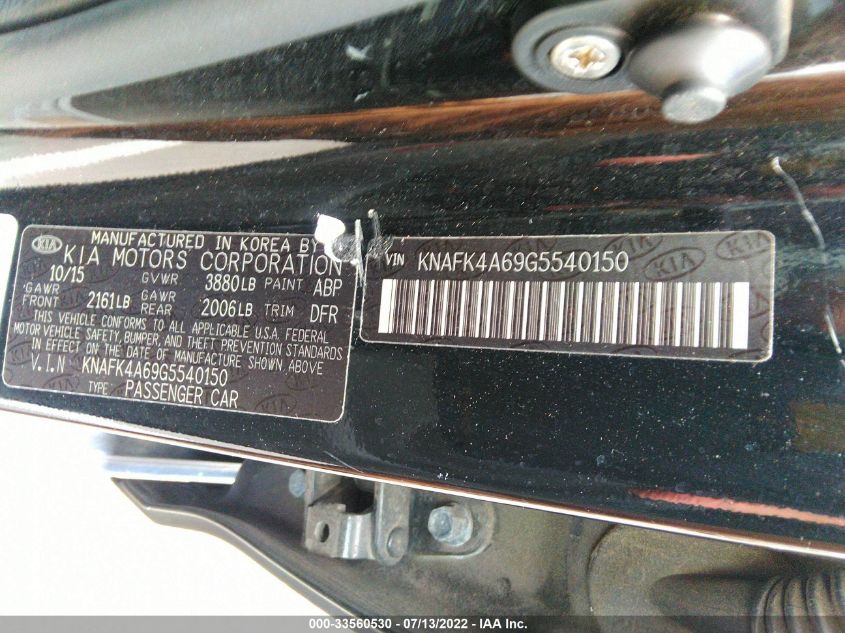 KIA
MANUFACTURED IN KOREA BY
KIA MOTORS CORPORATION
10/15 GVWR 3880LB PAINT ABP
GAWR FRONT 2161LB GAWR REAR 2006LB TRIM DFR
THIS VEHICLE CONFORMS TO ALL APPLICABLE U.S.A. FEDERAL
MOTOR VEHICLE SAFETY, BUMPER, AND THEFT PREVENTION STANDARDS
IN EFFECT ON THE DATE OF MANUFACTURE SHOWN ABOVE
V.I.N KNAFK4A69G5540150
TYPE: PASSENGER CAR
VIN KNAFK4A69G5540150
000-33560530 - 07/13/2022 - IAA Inc.